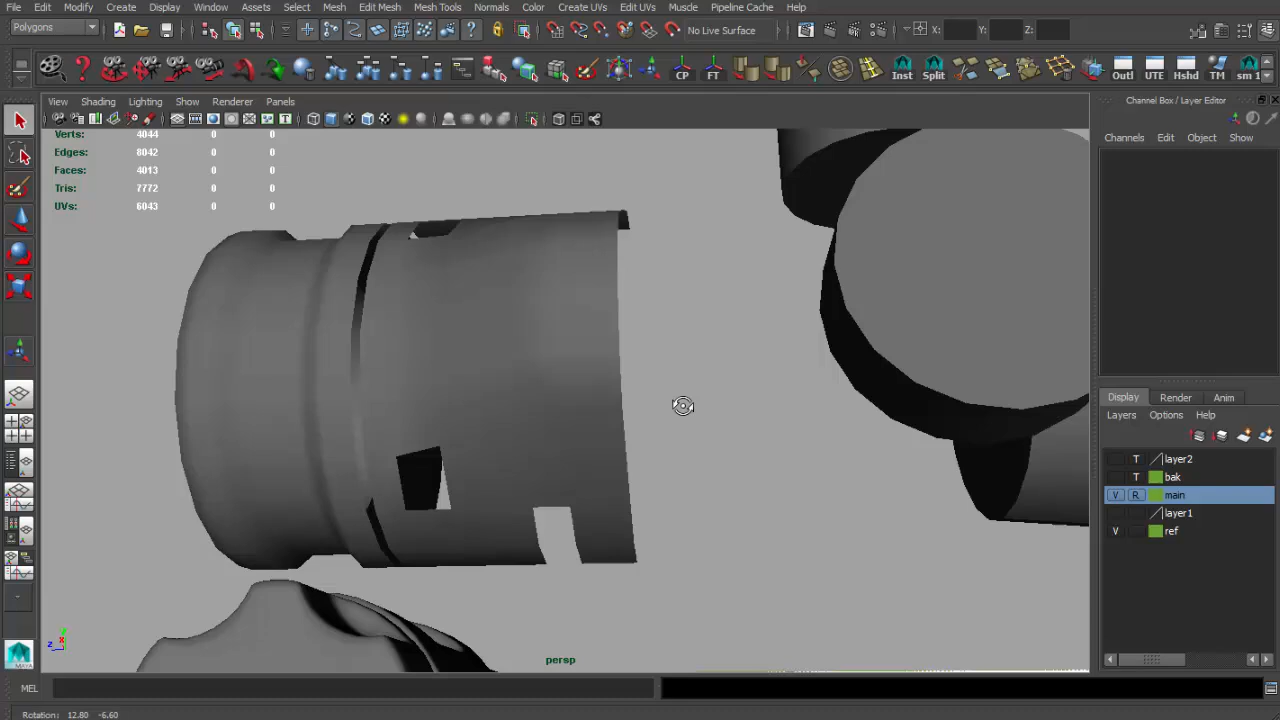 File Edit Modify Create Display Window Assets Select Mesh Edit Mesh Mesh Tools Normals Color Create UVs Edit UVs Muscle Pipeline Cache Help
Polygons
No Live Surface
X:
Y:
Z:
CP FT Inst Split Outl UTE Hshd TM sm 1
View Shading Lighting Show Renderer Panels
Channel Box / Layer Editor
Channels Edit Object Show
Verts: 4044 0 0
Edges: 8042 0 0
Faces: 4013 0 0
Tris: 7772 0 0
UVs: 6043 0 0
Display Render Anim
Layers Options Help
T layer2
T bak
V R main
layer1
V ref
persp
MEL
Rotation: 12.80 -6.60